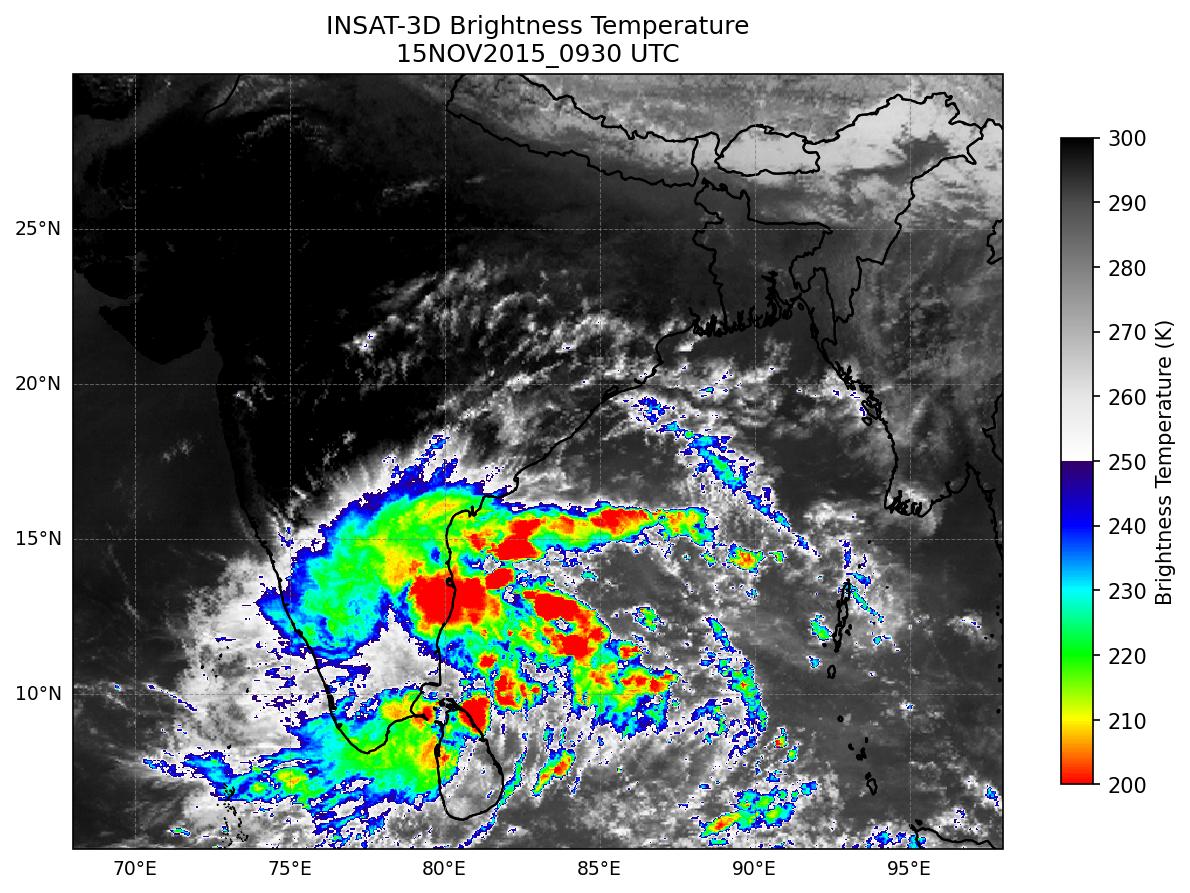 INSAT-3D Brightness Temperature
15NOV2015_0930 UTC
25°N
20°N
15°N
10°N
70°E
75°E
80°E
85°E
90°E
95°E
300
290
280
270
260
250
240
230
220
210
200
Brightness Temperature (K)